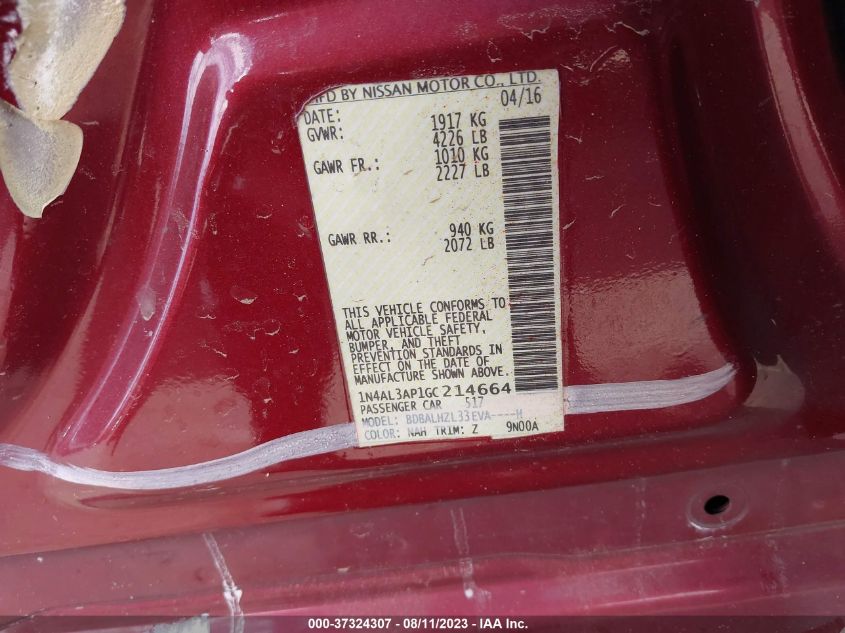 MFD BY NISSAN MOTOR CO., LTD.
DATE: 04/16
GVWR: 1917 KG
4226 LB
GAWR FR.: 1010 KG
2227 LB
GAWR RR.: 940 KG
2072 LB
THIS VEHICLE CONFORMS TO
ALL APPLICABLE FEDERAL
MOTOR VEHICLE SAFETY,
BUMPER, AND THEFT
PREVENTION STANDARDS IN
EFFECT ON THE DATE OF
MANUFACTURE SHOWN ABOVE.
1N4AL3AP1GC214664
PASSENGER CAR 517
MODEL: BDBALHZL33EVA----H
COLOR: NAH TRIM: Z 9N00A
000-37324307 - 08/11/2023 - IAA Inc.